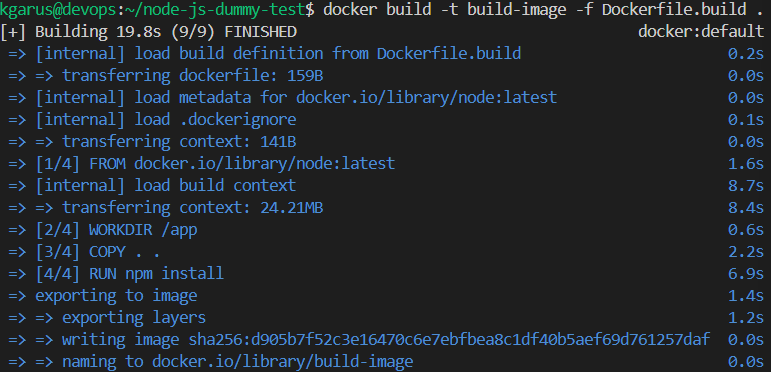 kgarus@devops:~/node-js-dummy-test$ docker build -t build-image -f Dockerfile.build .
[+] Building 19.8s (9/9) FINISHED docker:default
=> [internal] load build definition from Dockerfile.build 0.2s
=> => transferring dockerfile: 159B 0.0s
=> [internal] load metadata for docker.io/library/node:latest 0.0s
=> [internal] load .dockerignore 0.1s
=> => transferring context: 141B 0.0s
=> [1/4] FROM docker.io/library/node:latest 1.6s
=> [internal] load build context 8.7s
=> => transferring context: 24.21MB 8.4s
=> [2/4] WORKDIR /app 0.6s
=> [3/4] COPY . . 2.2s
=> [4/4] RUN npm install 6.9s
=> exporting to image 1.4s
=> => exporting layers 1.2s
=> => writing image sha256:d905b7f52c3e16470c6e7ebfbea8c1df40b5aef69d761257daf 0.0s
=> => naming to docker.io/library/build-image 0.0s